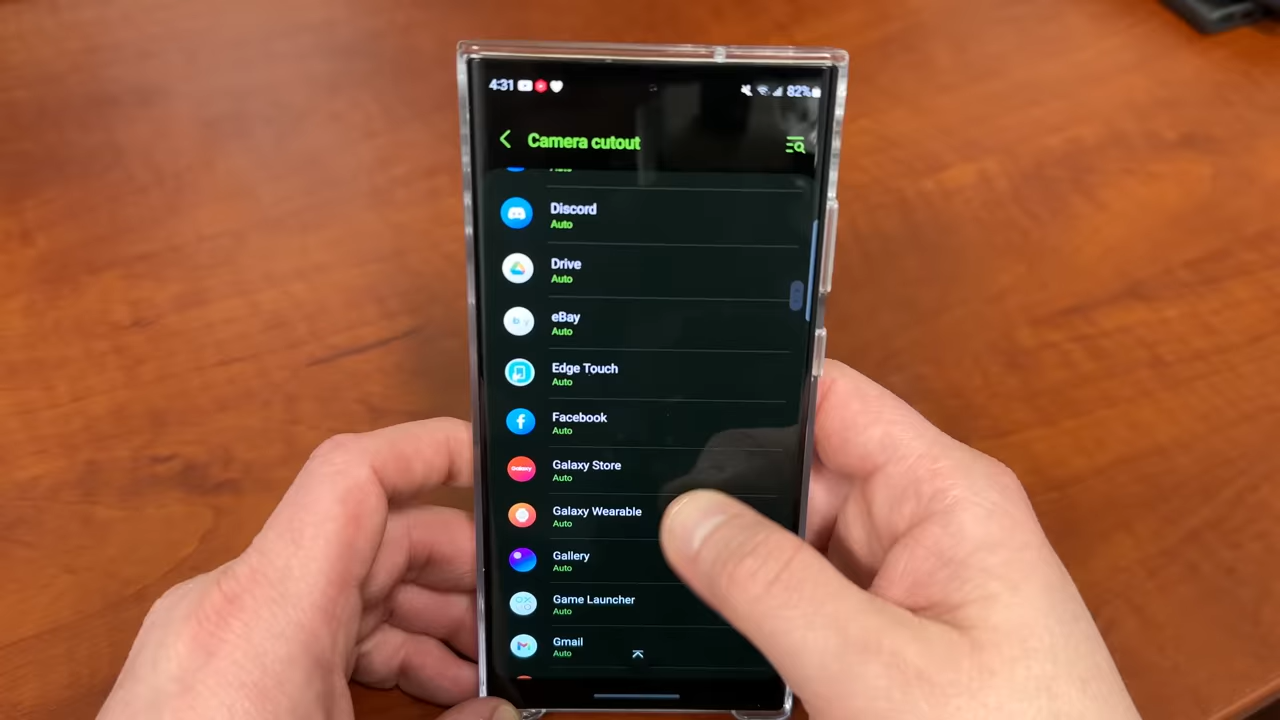 4:31
82%
Camera cutout
Auto
Discord
Auto
Drive
Auto
eBay
Auto
Edge Touch
Auto
Facebook
Auto
Galaxy Store
Auto
Galaxy Wearable
Auto
Gallery
Auto
Game Launcher
Auto
Gmail
Auto